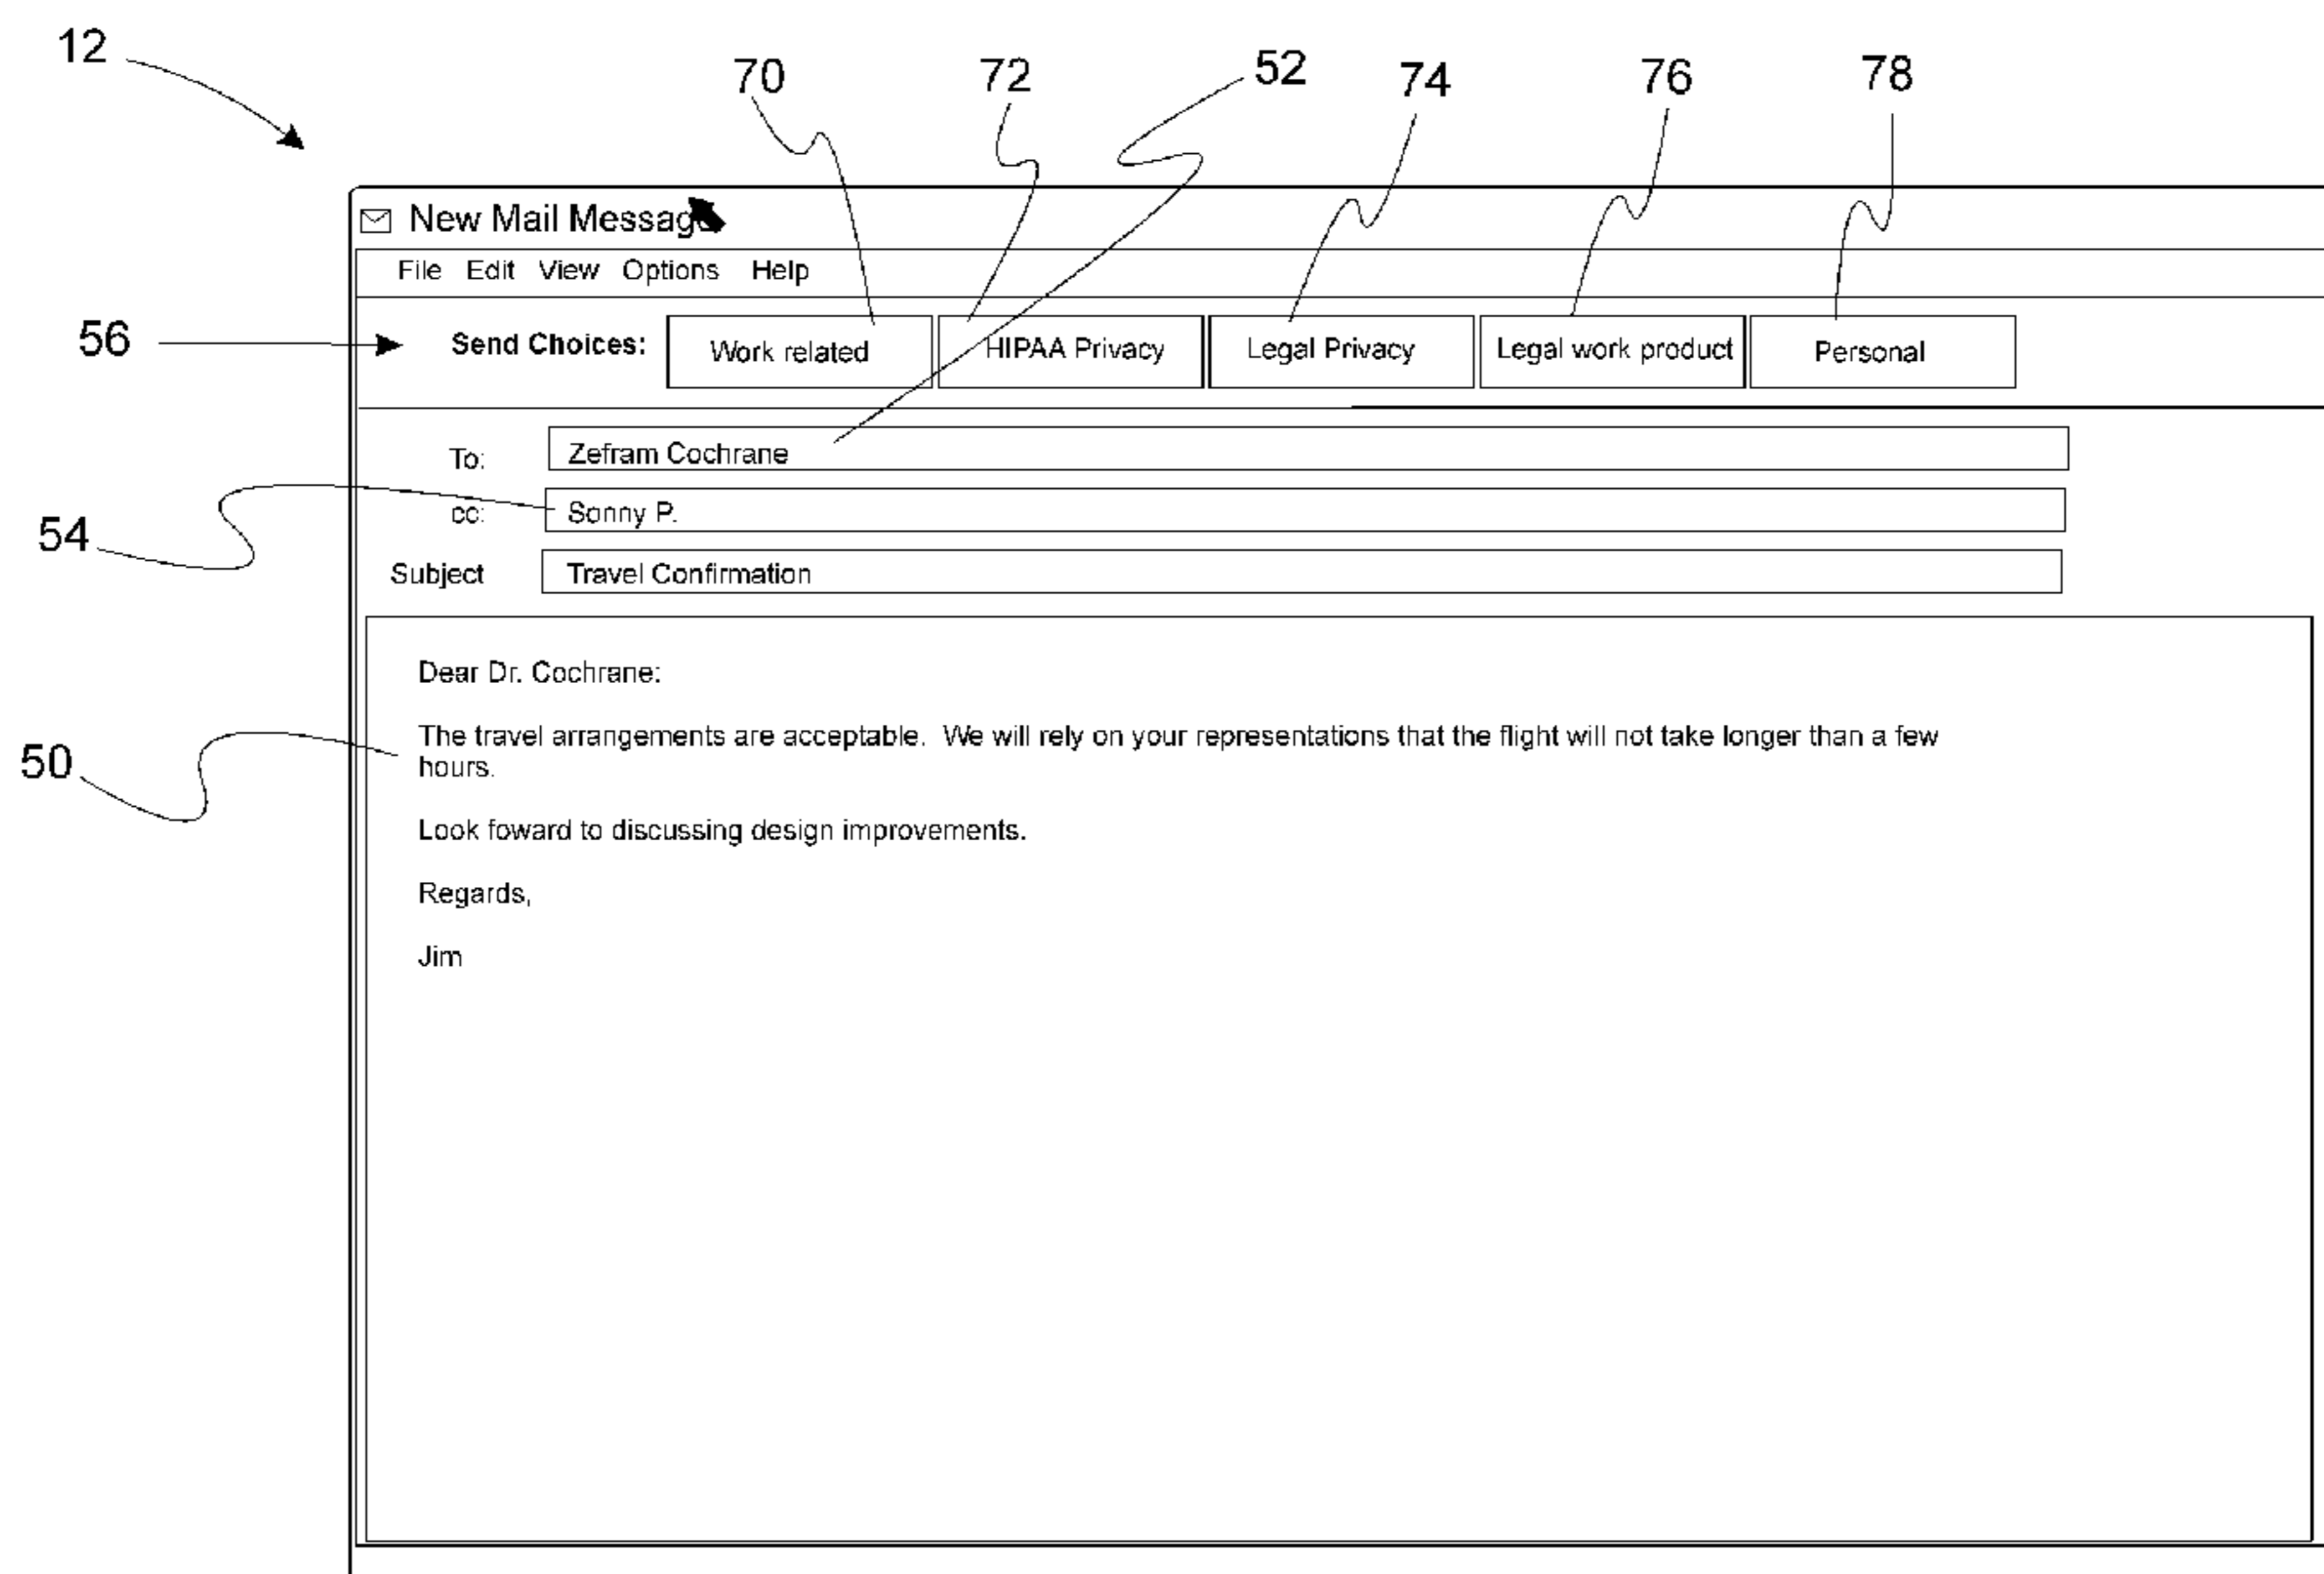 12
70 72 52 74 76 78
New Mail Message
File Edit View Options Help
56 Send Choices: Work related HIPAA Privacy Legal Privacy Legal work product Personal
To: Zefram Cochrane
cc: Sonny P.
54
Subject Travel Confirmation
Dear Dr. Cochrane:
The travel arrangements are acceptable. We will rely on your representations that the flight will not take longer than a few
50
hours.
Look foward to discussing design improvements.
Regards,
Jim